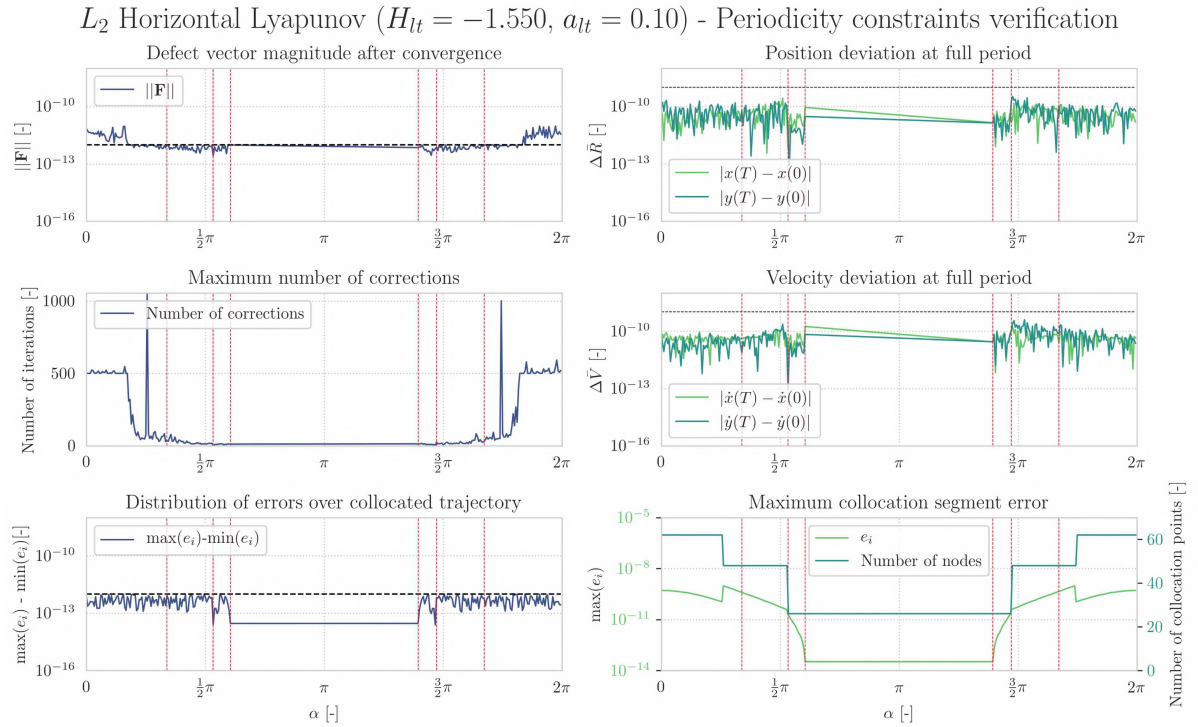 L₂ Horizontal Lyapunov (H_lt = −1.550, a_lt = 0.10) - Periodicity constraints verification
Defect vector magnitude after convergence
||F|| [-]
10⁻¹⁰
10⁻¹³
10⁻¹⁶
||F||
0
½π
π
3/2π
2π
Position deviation at full period
ΔR̄ [-]
10⁻¹⁰
10⁻¹³
10⁻¹⁶
|x(T) − x(0)|
|y(T) − y(0)|
0
½π
π
3/2π
2π
Maximum number of corrections
Number of iterations [-]
1000
500
0
Number of corrections
0
½π
π
3/2π
2π
Velocity deviation at full period
ΔV̄ [-]
10⁻¹⁰
10⁻¹³
10⁻¹⁶
|ẋ(T) − ẋ(0)|
|ẏ(T) − ẏ(0)|
0
½π
π
3/2π
2π
Distribution of errors over collocated trajectory
max(eᵢ) - min(eᵢ)[-]
10⁻¹⁰
10⁻¹³
10⁻¹⁶
max(eᵢ)-min(eᵢ)
0
½π
π
3/2π
2π
α [-]
Maximum collocation segment error
max(eᵢ)
10⁻⁵
10⁻⁸
10⁻¹¹
10⁻¹⁴
eᵢ
Number of nodes
60
40
20
0
Number of collocation points [-]
0
½π
π
3/2π
2π
α [-]